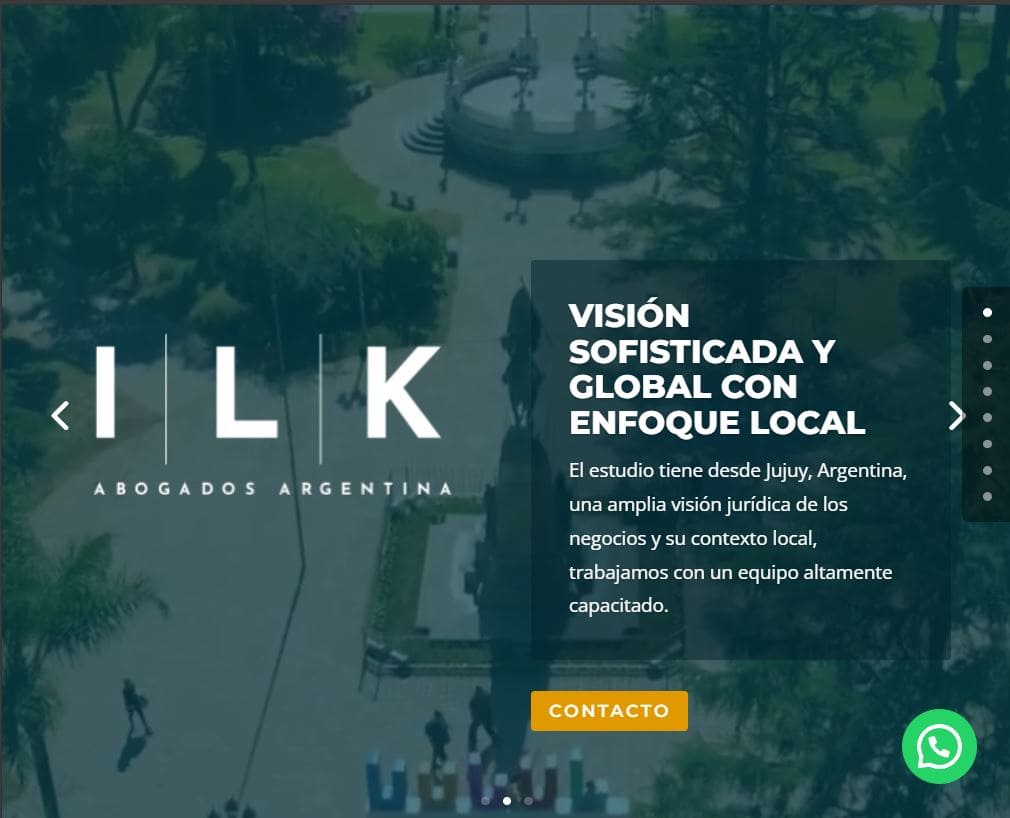 I L K
ABOGADOS ARGENTINA
VISIÓN
SOFISTICADA Y
GLOBAL CON
ENFOQUE LOCAL
El estudio tiene desde Jujuy, Argentina,
una amplia visión jurídica de los
negocios y su contexto local,
trabajamos con un equipo altamente
capacitado.
CONTACTO